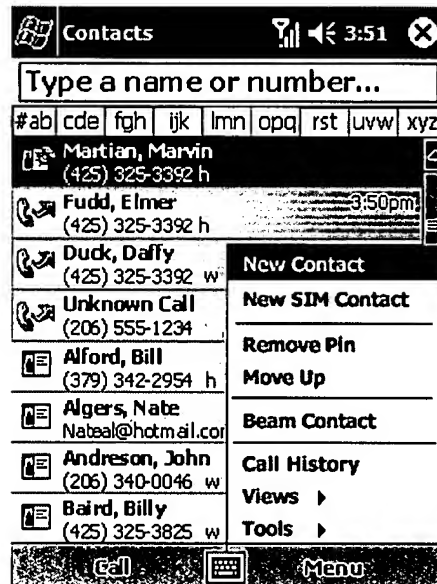 Contacts 3:51
Type a name or number...
#ab cde fgh ijk lmn opq rst uvw xyz
Martian, Marvin
(425) 325-3392 h
Fudd, Elmer 3:50pm
(425) 325-3392 h
Duck, Daffy
(425) 325-3392 w
Unknown Call
(206) 555-1234
Alford, Bill
(379) 342-2954 h
Algers, Nate
Nateal@hotmail.cor
Andreson, John
(206) 340-0046 w
Baird, Billy
(425) 325-3825 w
New Contact
New SIM Contact
Remove Pin
Move Up
Beam Contact
Call History
Views
Tools
Call Menu